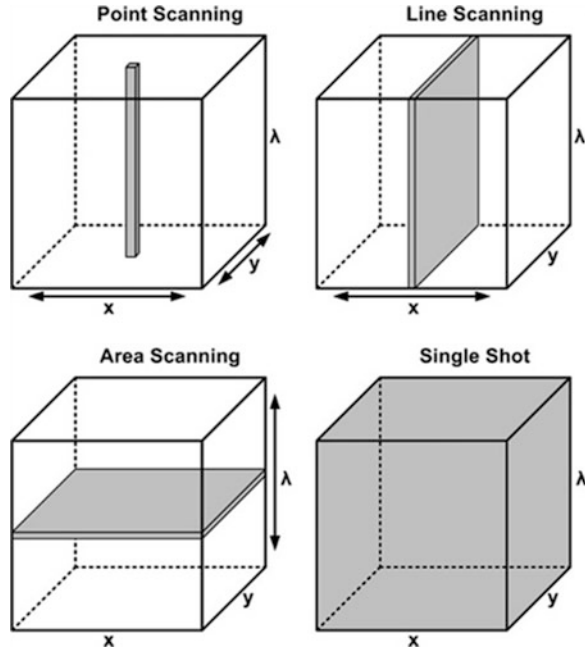 Point Scanning
λ
y
x
Line Scanning
λ
y
x
Area Scanning
λ
y
x
Single Shot
λ
y
x